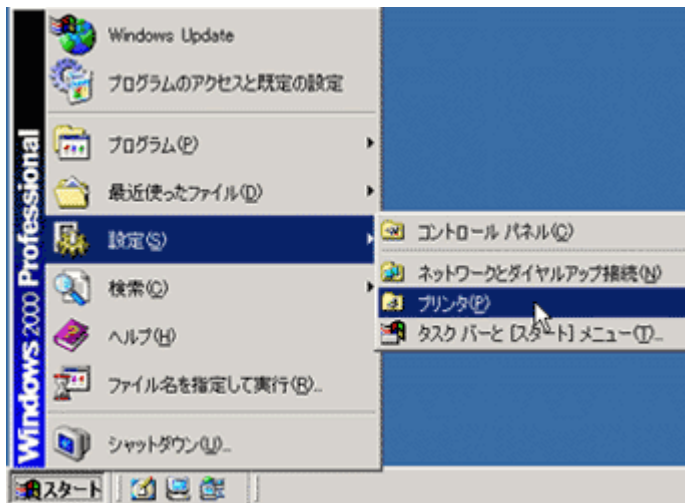 Windows 2000 Professional
Windows Update
プログラムのアクセスと既定の設定
プログラム(P)
最近使ったファイル(D)
設定(S)
検索(C)
ヘルプ(H)
ファイル名を指定して実行(R)...
シャットダウン(U)...
コントロール パネル(C)
ネットワークとダイヤルアップ接続(N)
プリンタ(P)
タスク バーと [スタート] メニュー(T)...
スタート